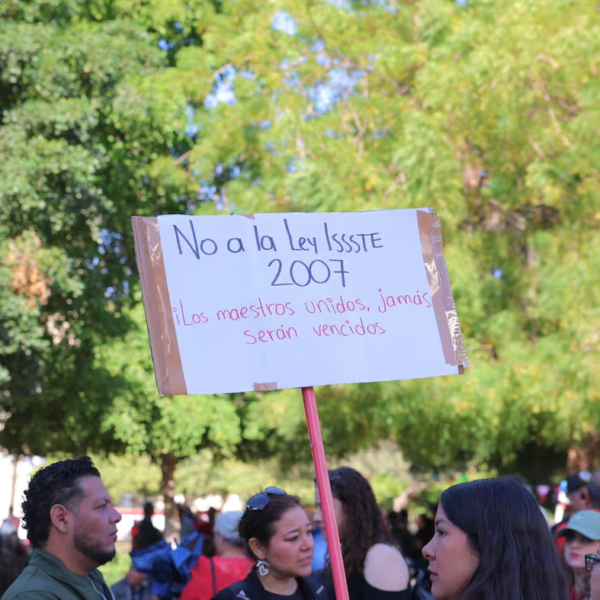 No a la Ley ISSSTE
2007
¡Los maestros unidos, jamás
serán vencidos